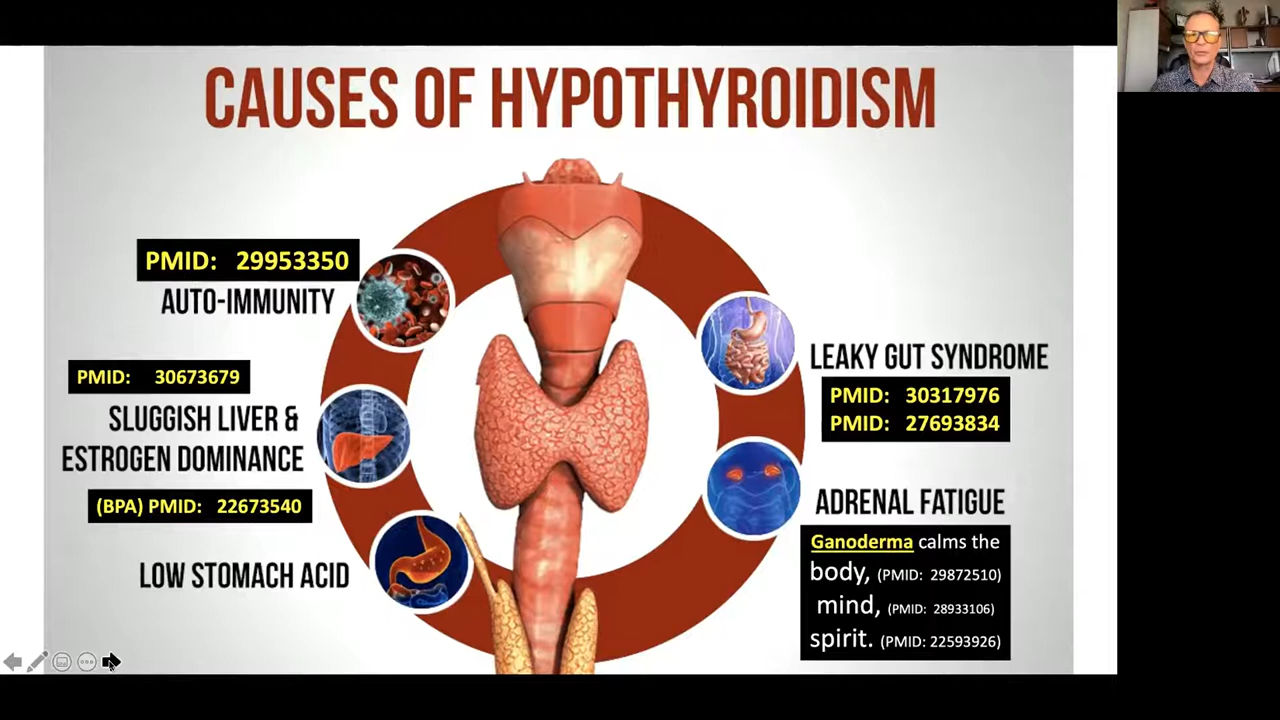 CAUSES OF HYPOTHYROIDISM
PMID: 29953350
AUTO-IMMUNITY
PMID: 30673679
SLUGGISH LIVER &
ESTROGEN DOMINANCE
(BPA) PMID: 22673540
LOW STOMACH ACID
LEAKY GUT SYNDROME
PMID: 30317976
PMID: 27693834
ADRENAL FATIGUE
Ganoderma calms the
body, (PMID: 29872510)
mind, (PMID: 28933106)
spirit. (PMID: 22593926)